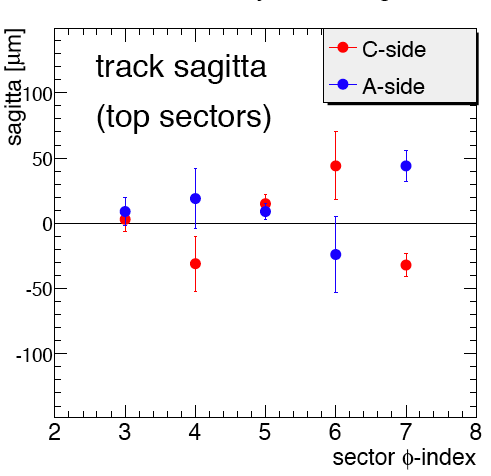 track sagitta
(top sectors)
C-side
A-side
sagitta [μm]
100
50
0
-50
-100
2 3 4 5 6 7 8
sector ϕ-index